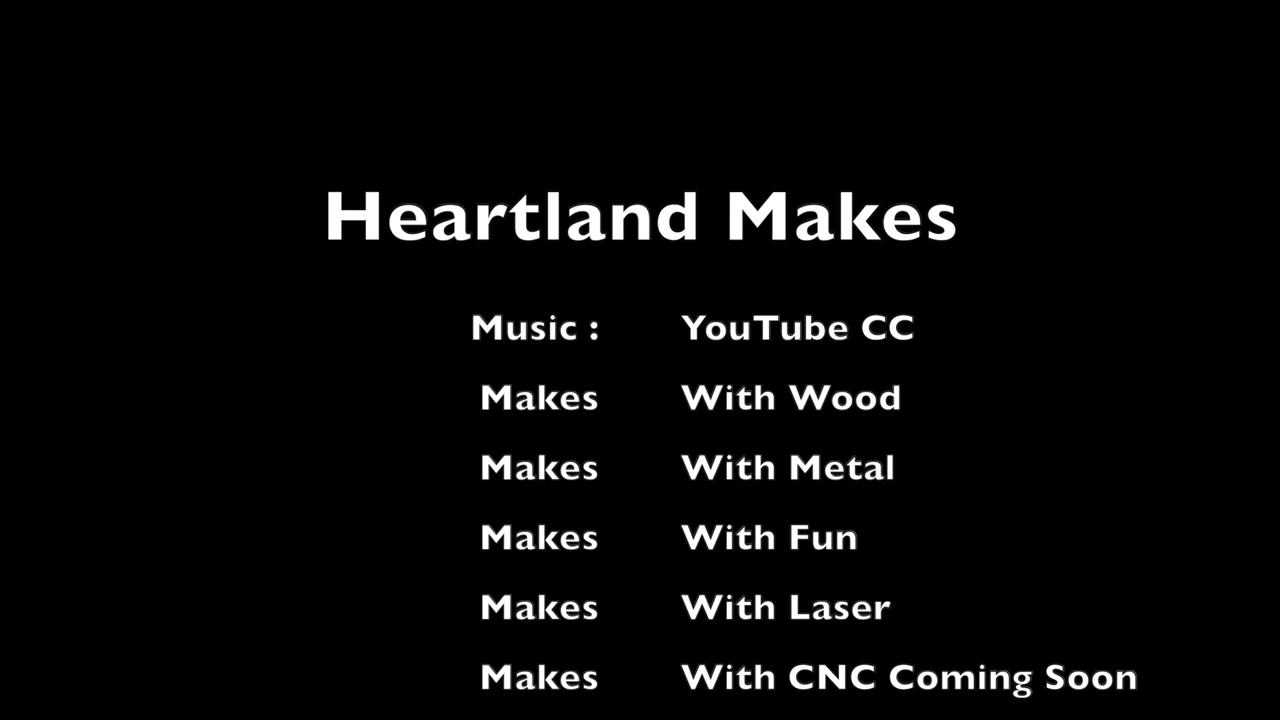 Heartland Makes
Music : YouTube CC
Makes With Wood
Makes With Metal
Makes With Fun
Makes With Laser
Makes With CNC Coming Soon